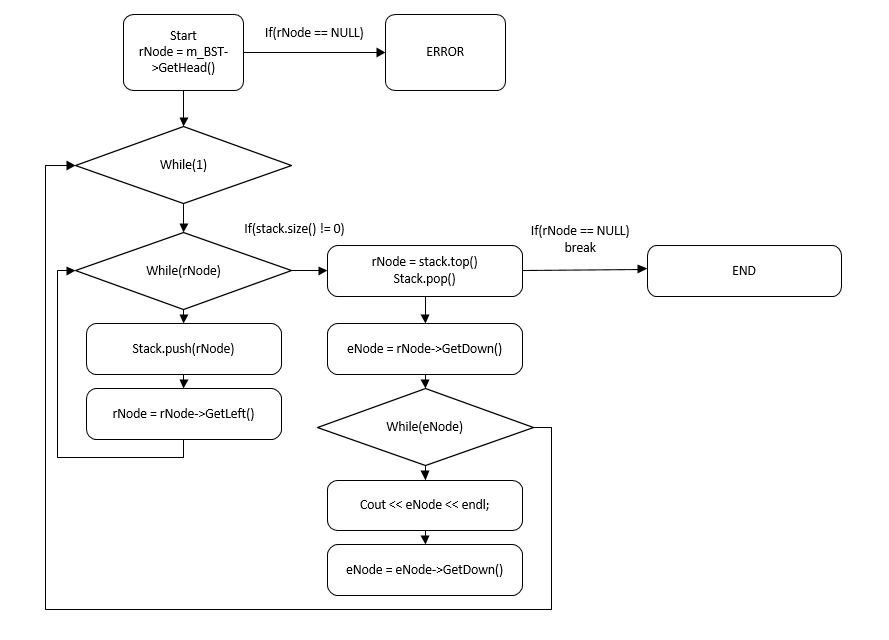 Start
rNode = m_BST-
>GetHead()
If(rNode == NULL)
ERROR
While(1)
If(stack.size() != 0)
While(rNode)
rNode = stack.top()
Stack.pop()
If(rNode == NULL)
break
END
Stack.push(rNode)
eNode = rNode->GetDown()
rNode = rNode->GetLeft()
While(eNode)
Cout << eNode << endl;
eNode = eNode->GetDown()